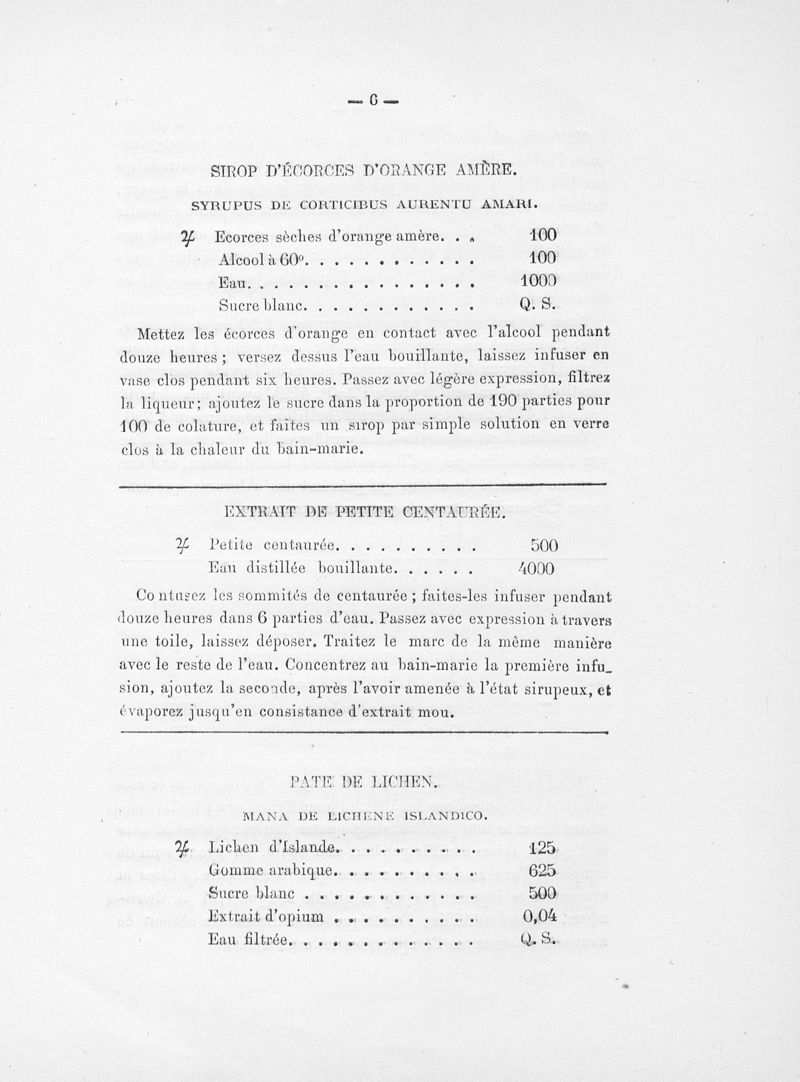 — 6 —
SIROP D'ÉCORCES D'ORANGE AMÈRE.
SYRUPUS DE CORTICIBUS AURENTU AMARI.
♃ Ecorces sèches d'orange amère. . . 100
Alcool à 60º. . . . . . . . . . . . 100
Eau. . . . . . . . . . . . . . . . 1000
Sucre blanc. . . . . . . . . . . . Q. S.
Mettez les écorces d'orange en contact avec l'alcool pendant
douze heures ; versez dessus l'eau bouillante, laissez infuser en
vase clos pendant six heures. Passez avec légère expression, filtrez
la liqueur; ajoutez le sucre dans la proportion de 190 parties pour
100 de colature, et faites un sirop par simple solution en verre
clos à la chaleur du bain-marie.
EXTRAIT DE PETITE CENTAURÉE.
♃ Petite centaurée. . . . . . . . . . 500
Eau distillée bouillante. . . . . . 4000
Contusez les sommités de centaurée ; faites-les infuser pendant
douze heures dans 6 parties d'eau. Passez avec expression à travers
une toile, laissez déposer. Traitez le marc de la même manière
avec le reste de l'eau. Concentrez au bain-marie la première infu-
sion, ajoutez la seconde, après l'avoir amenée à l'état sirupeux, et
évaporez jusqu'en consistance d'extrait mou.
PATE DE LICHEN.
MANA DE LICHENE ISLANDICO.
♃ Lichen d'Islande. . . . . . . . . . 125
Gomme arabique. . . . . . . . . . 625
Sucre blanc . . . . . . . . . . . . 500
Extrait d'opium . . . . . . . . . . 0,04
Eau filtrée. . . . . . . . . . . . . Q. S.